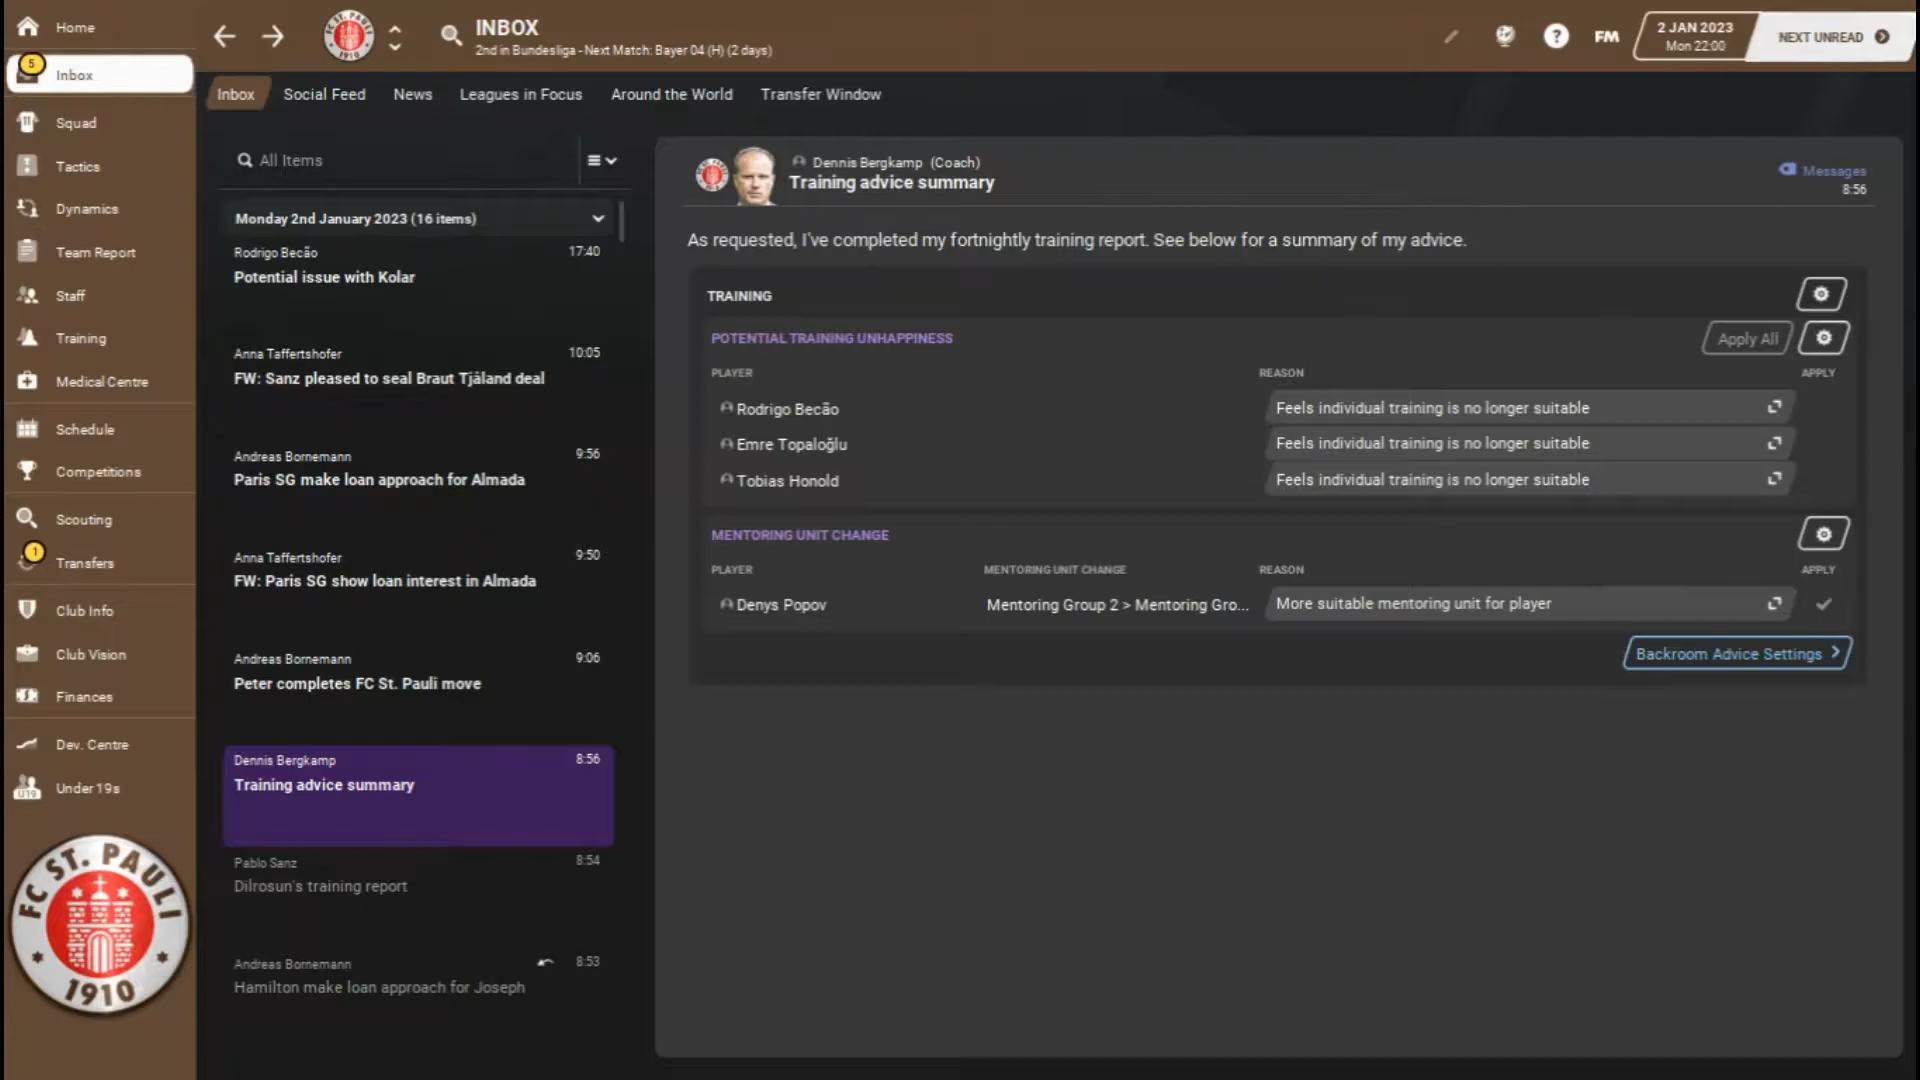 Home
5
Inbox
Squad
Tactics
Dynamics
Team Report
Staff
Training
Medical Centre
Schedule
Competitions
Scouting
1
Transfers
Club Info
Club Vision
Finances
Dev. Centre
U19
Under 19s
FC ST. PAULI
1910
FC ST. PAULI
1910
INBOX
2nd in Bundesliga - Next Match: Bayer 04 (H) (2 days)
?
FM
2 JAN 2023
Mon 22:00
NEXT UNREAD
Inbox
Social Feed
News
Leagues in Focus
Around the World
Transfer Window
All Items
Monday 2nd January 2023 (16 items)
Rodrigo Becão 17:40
Potential issue with Kolar
Anna Taffertshofer 10:05
FW: Sanz pleased to seal Braut Tjåland deal
Andreas Bornemann 9:56
Paris SG make loan approach for Almada
Anna Taffertshofer 9:50
FW: Paris SG show loan interest in Almada
Andreas Bornemann 9:06
Peter completes FC St. Pauli move
Dennis Bergkamp 8:56
Training advice summary
Pablo Sanz 8:54
Dilrosun's training report
Andreas Bornemann 8:53
Hamilton make loan approach for Joseph
Dennis Bergkamp (Coach)
Training advice summary
Messages
8:56
As requested, I've completed my fortnightly training report. See below for a summary of my advice.
TRAINING
POTENTIAL TRAINING UNHAPPINESS
Apply All
PLAYER REASON APPLY
Rodrigo Becão Feels individual training is no longer suitable
Emre Topaloğlu Feels individual training is no longer suitable
Tobias Honold Feels individual training is no longer suitable
MENTORING UNIT CHANGE
PLAYER MENTORING UNIT CHANGE REASON APPLY
Denys Popov Mentoring Group 2 > Mentoring Gro... More suitable mentoring unit for player
Backroom Advice Settings